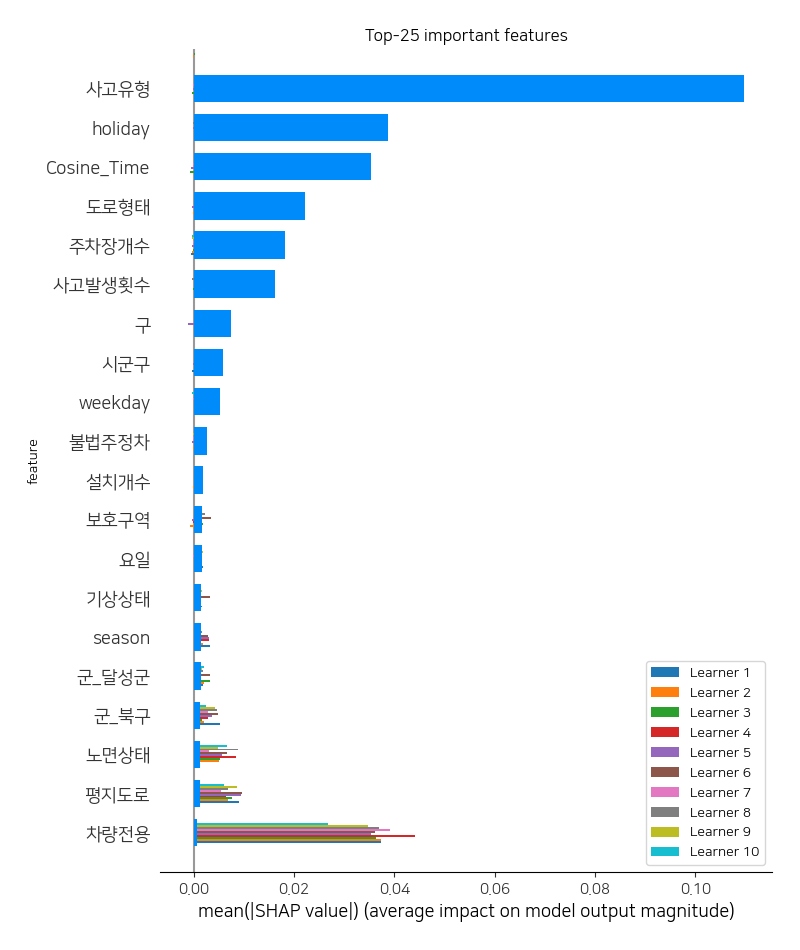 Top-25 important features
사고유형
holiday
Cosine_Time
도로형태
주차장개수
사고발생횟수
구
시군구
weekday
불법주정차
feature
설치개수
보호구역
요일
기상상태
season
군_달성군
군_북구
노면상태
평지도로
차량전용
Learner 1
Learner 2
Learner 3
Learner 4
Learner 5
Learner 6
Learner 7
Learner 8
Learner 9
Learner 10
0.00 0.02 0.04 0.06 0.08 0.10
mean(|SHAP value|) (average impact on model output magnitude)